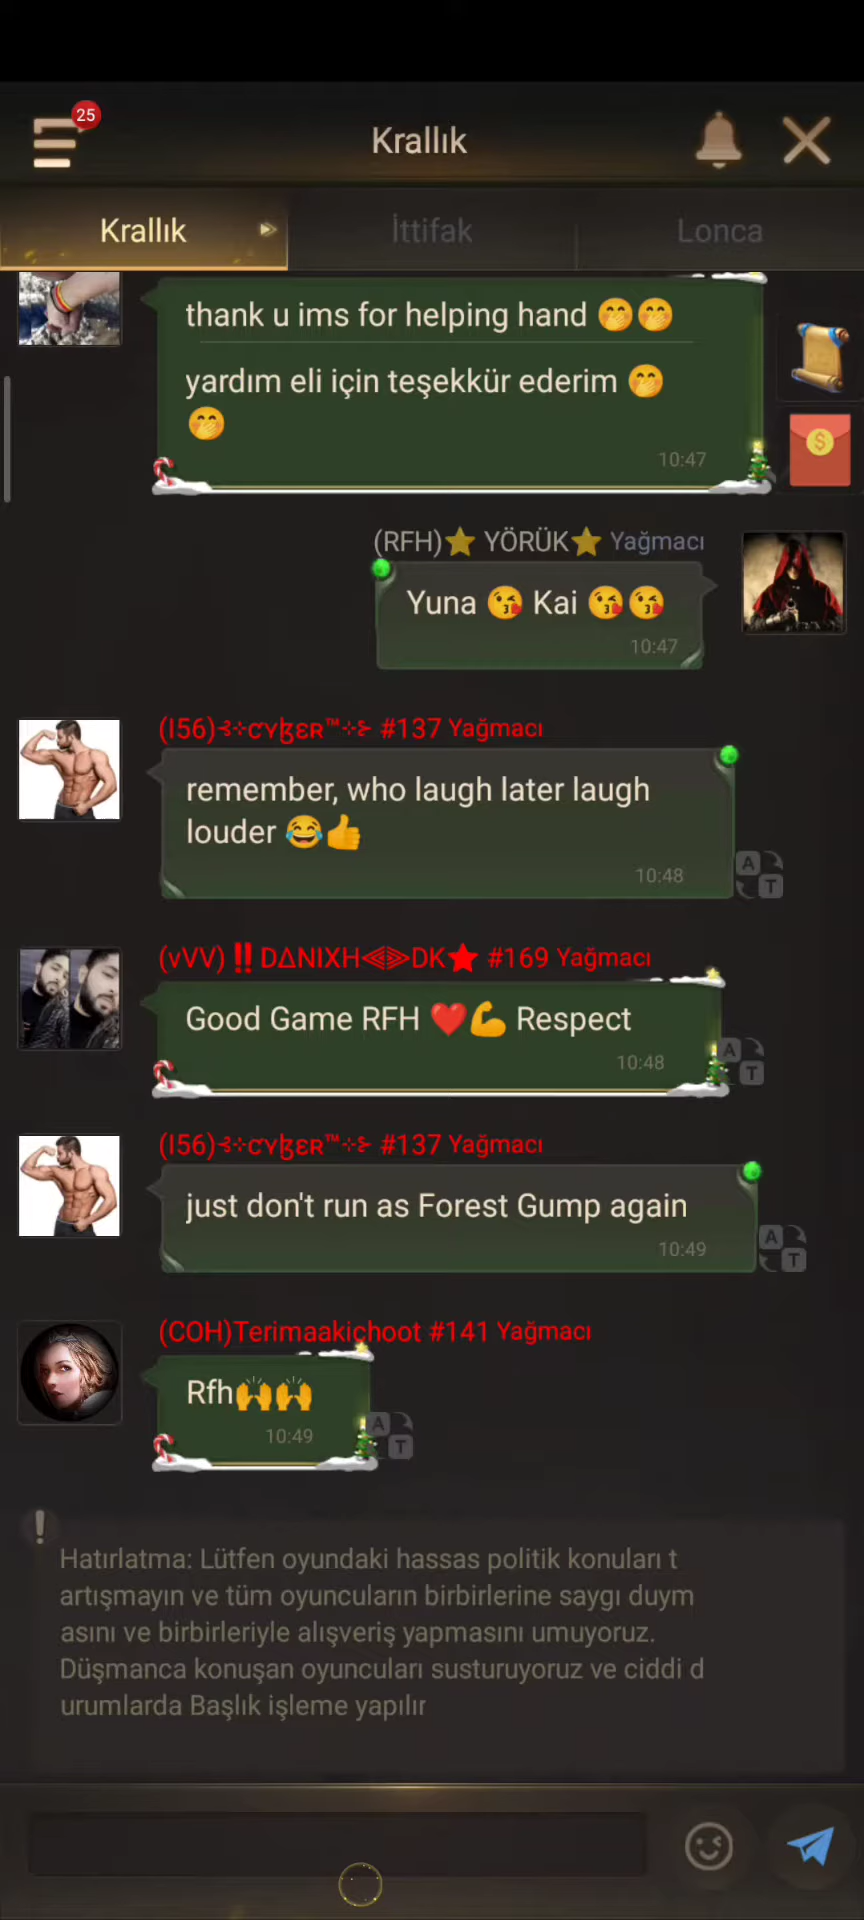 25
Krallık
Krallık
İttifak
Lonca
thank u ims for helping hand 🤭🤭
yardım eli için teşekkür ederim 🤭
🤭
10:47
(RFH)⭐ YÖRÜK⭐ Yağmacı
Yuna 😘 Kai 😘😘
10:47
#137 Yağmacı
remember, who laugh later laugh
louder 😂👍
10:48
(vVV)‼DΔNIXH⫷⫸DK★ #169 Yağmacı
Good Game RFH ❤️💪 Respect
10:48
#137 Yağmacı
just don't run as Forest Gump again
10:49
(COH)Terimaakichoot #141 Yağmacı
Rfh🙌🙌
10:49
Hatırlatma: Lütfen oyundaki hassas politik konuları t
artışmayın ve tüm oyuncuların birbirlerine saygı duym
asını ve birbirleriyle alışveriş yapmasını umuyoruz.
Düşmanca konuşan oyuncuları susturuyoruz ve ciddi d
urumlarda Başlık işleme yapılır